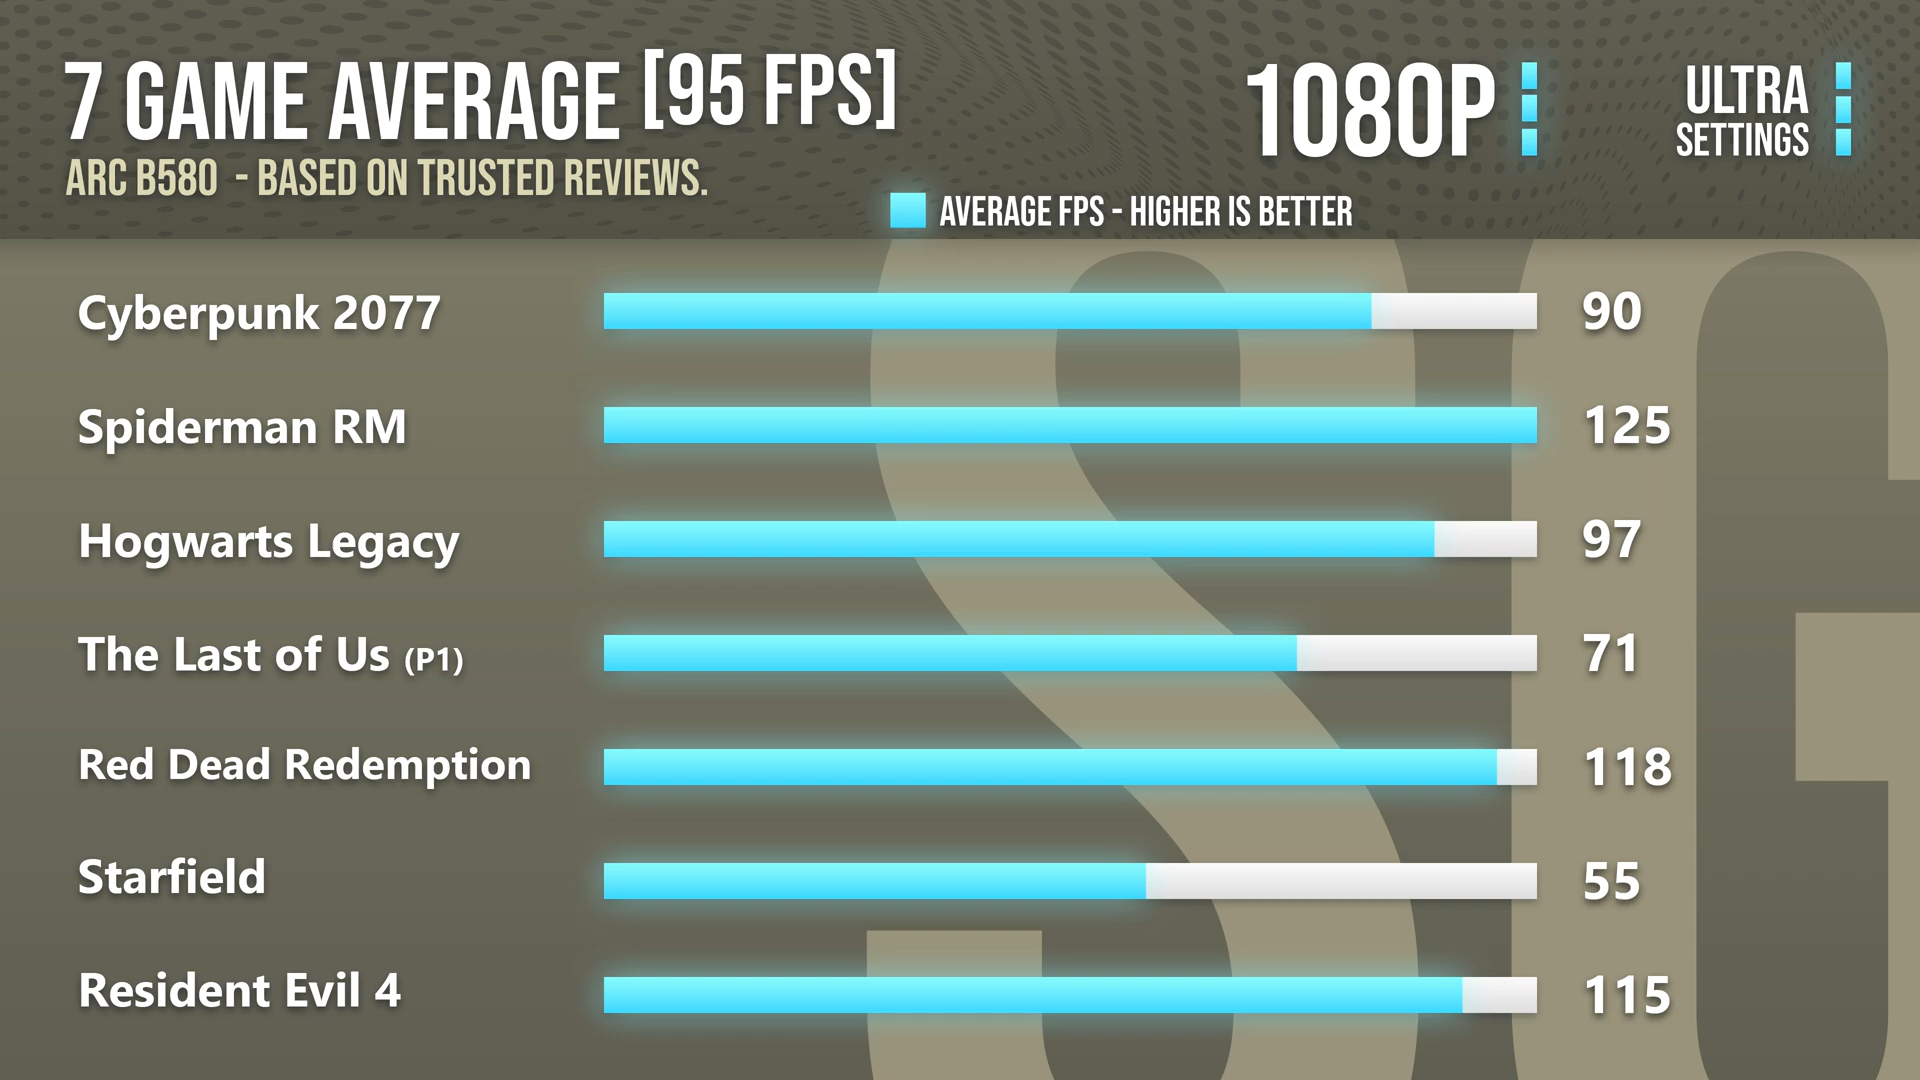 7 GAME AVERAGE [95 FPS]
ARC B580 - BASED ON TRUSTED REVIEWS.
1080P
ULTRA
SETTINGS
AVERAGE FPS - HIGHER IS BETTER
Cyberpunk 2077 90
Spiderman RM 125
Hogwarts Legacy 97
The Last of Us (P1) 71
Red Dead Redemption 118
Starfield 55
Resident Evil 4 115
SG